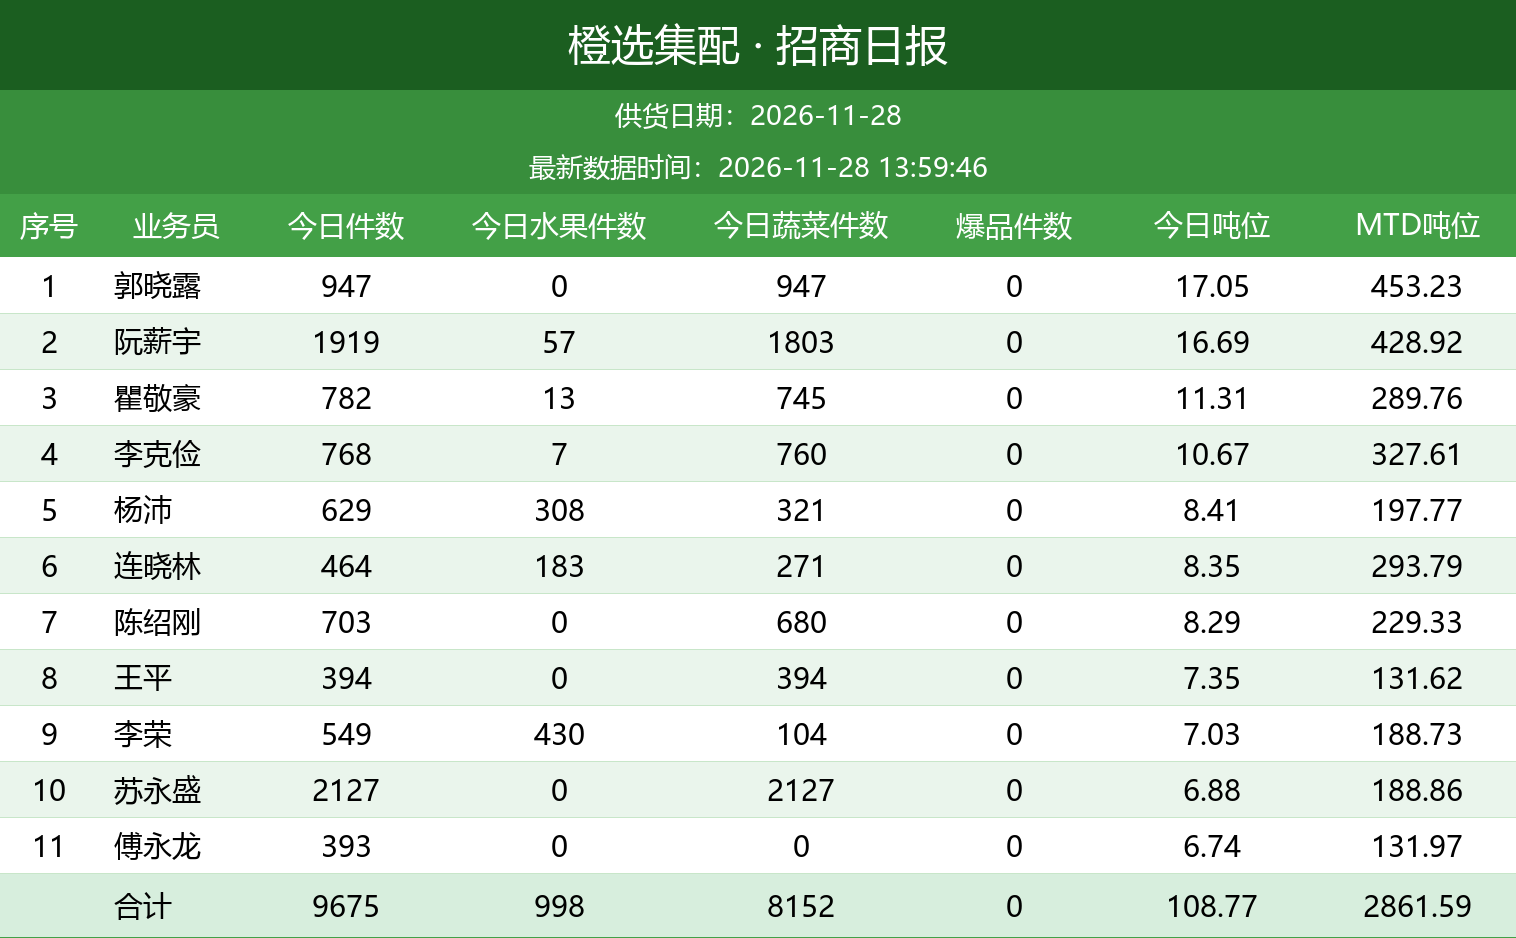 橙选集配 · 招商日报
供货日期：2026-11-28
最新数据时间：2026-11-28 13:59:46
序号 业务员 今日件数 今日水果件数 今日蔬菜件数 爆品件数 今日吨位 MTD吨位
1 郭晓露 947 0 947 0 17.05 453.23
2 阮薪宇 1919 57 1803 0 16.69 428.92
3 瞿敬豪 782 13 745 0 11.31 289.76
4 李克俭 768 7 760 0 10.67 327.61
5 杨沛 629 308 321 0 8.41 197.77
6 连晓林 464 183 271 0 8.35 293.79
7 陈绍刚 703 0 680 0 8.29 229.33
8 王平 394 0 394 0 7.35 131.62
9 李荣 549 430 104 0 7.03 188.73
10 苏永盛 2127 0 2127 0 6.88 188.86
11 傅永龙 393 0 0 0 6.74 131.97
合计 9675 998 8152 0 108.77 2861.59